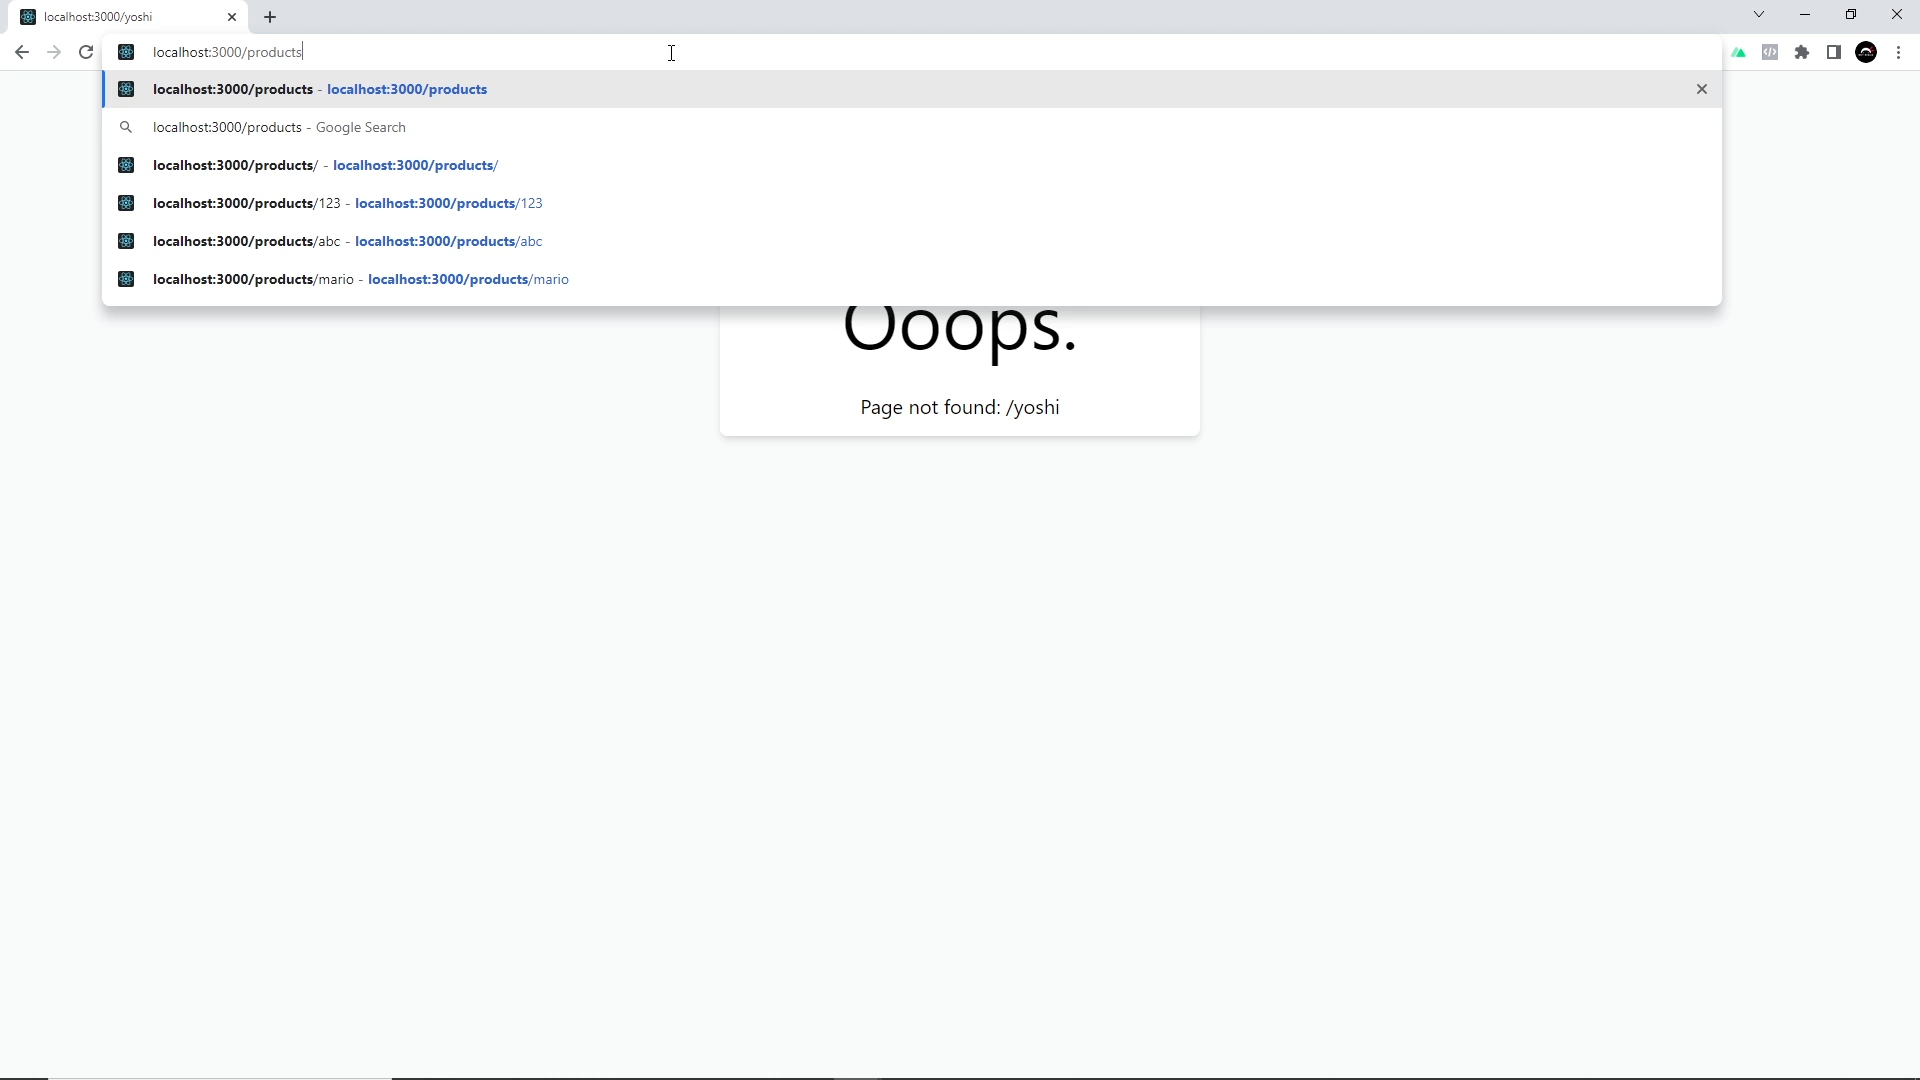 localhost:3000/yoshi
localhost:3000/products
localhost:3000/products - localhost:3000/products
localhost:3000/products - Google Search
localhost:3000/products/ - localhost:3000/products/
localhost:3000/products/123 - localhost:3000/products/123
localhost:3000/products/abc - localhost:3000/products/abc
localhost:3000/products/mario - localhost:3000/products/mario
Ooops.
Page not found: /yoshi